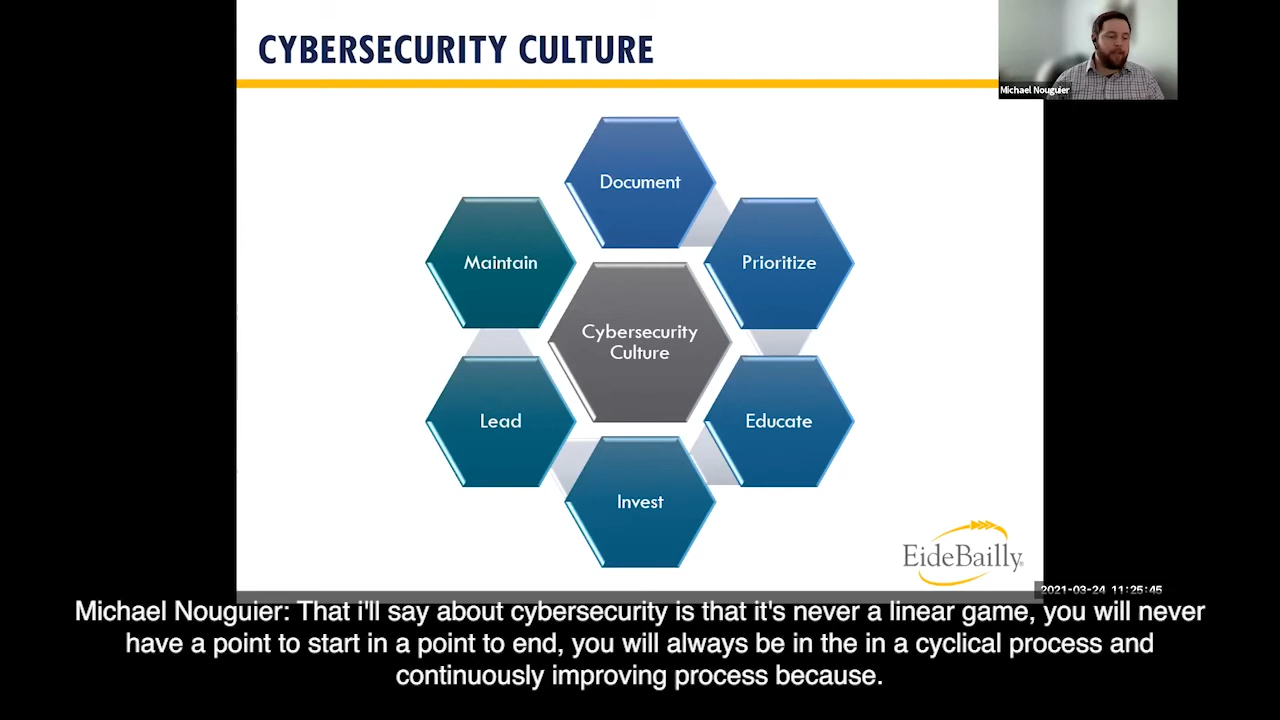 CYBERSECURITY CULTURE
Michael Nouguier
Document
Maintain
Prioritize
Cybersecurity
Culture
Lead
Educate
Invest
EideBailly®
2021-03-24 11:25:45
Michael Nouguier: That i'll say about cybersecurity is that it's never a linear game, you will never
have a point to start in a point to end, you will always be in the in a cyclical process and
continuously improving process because.